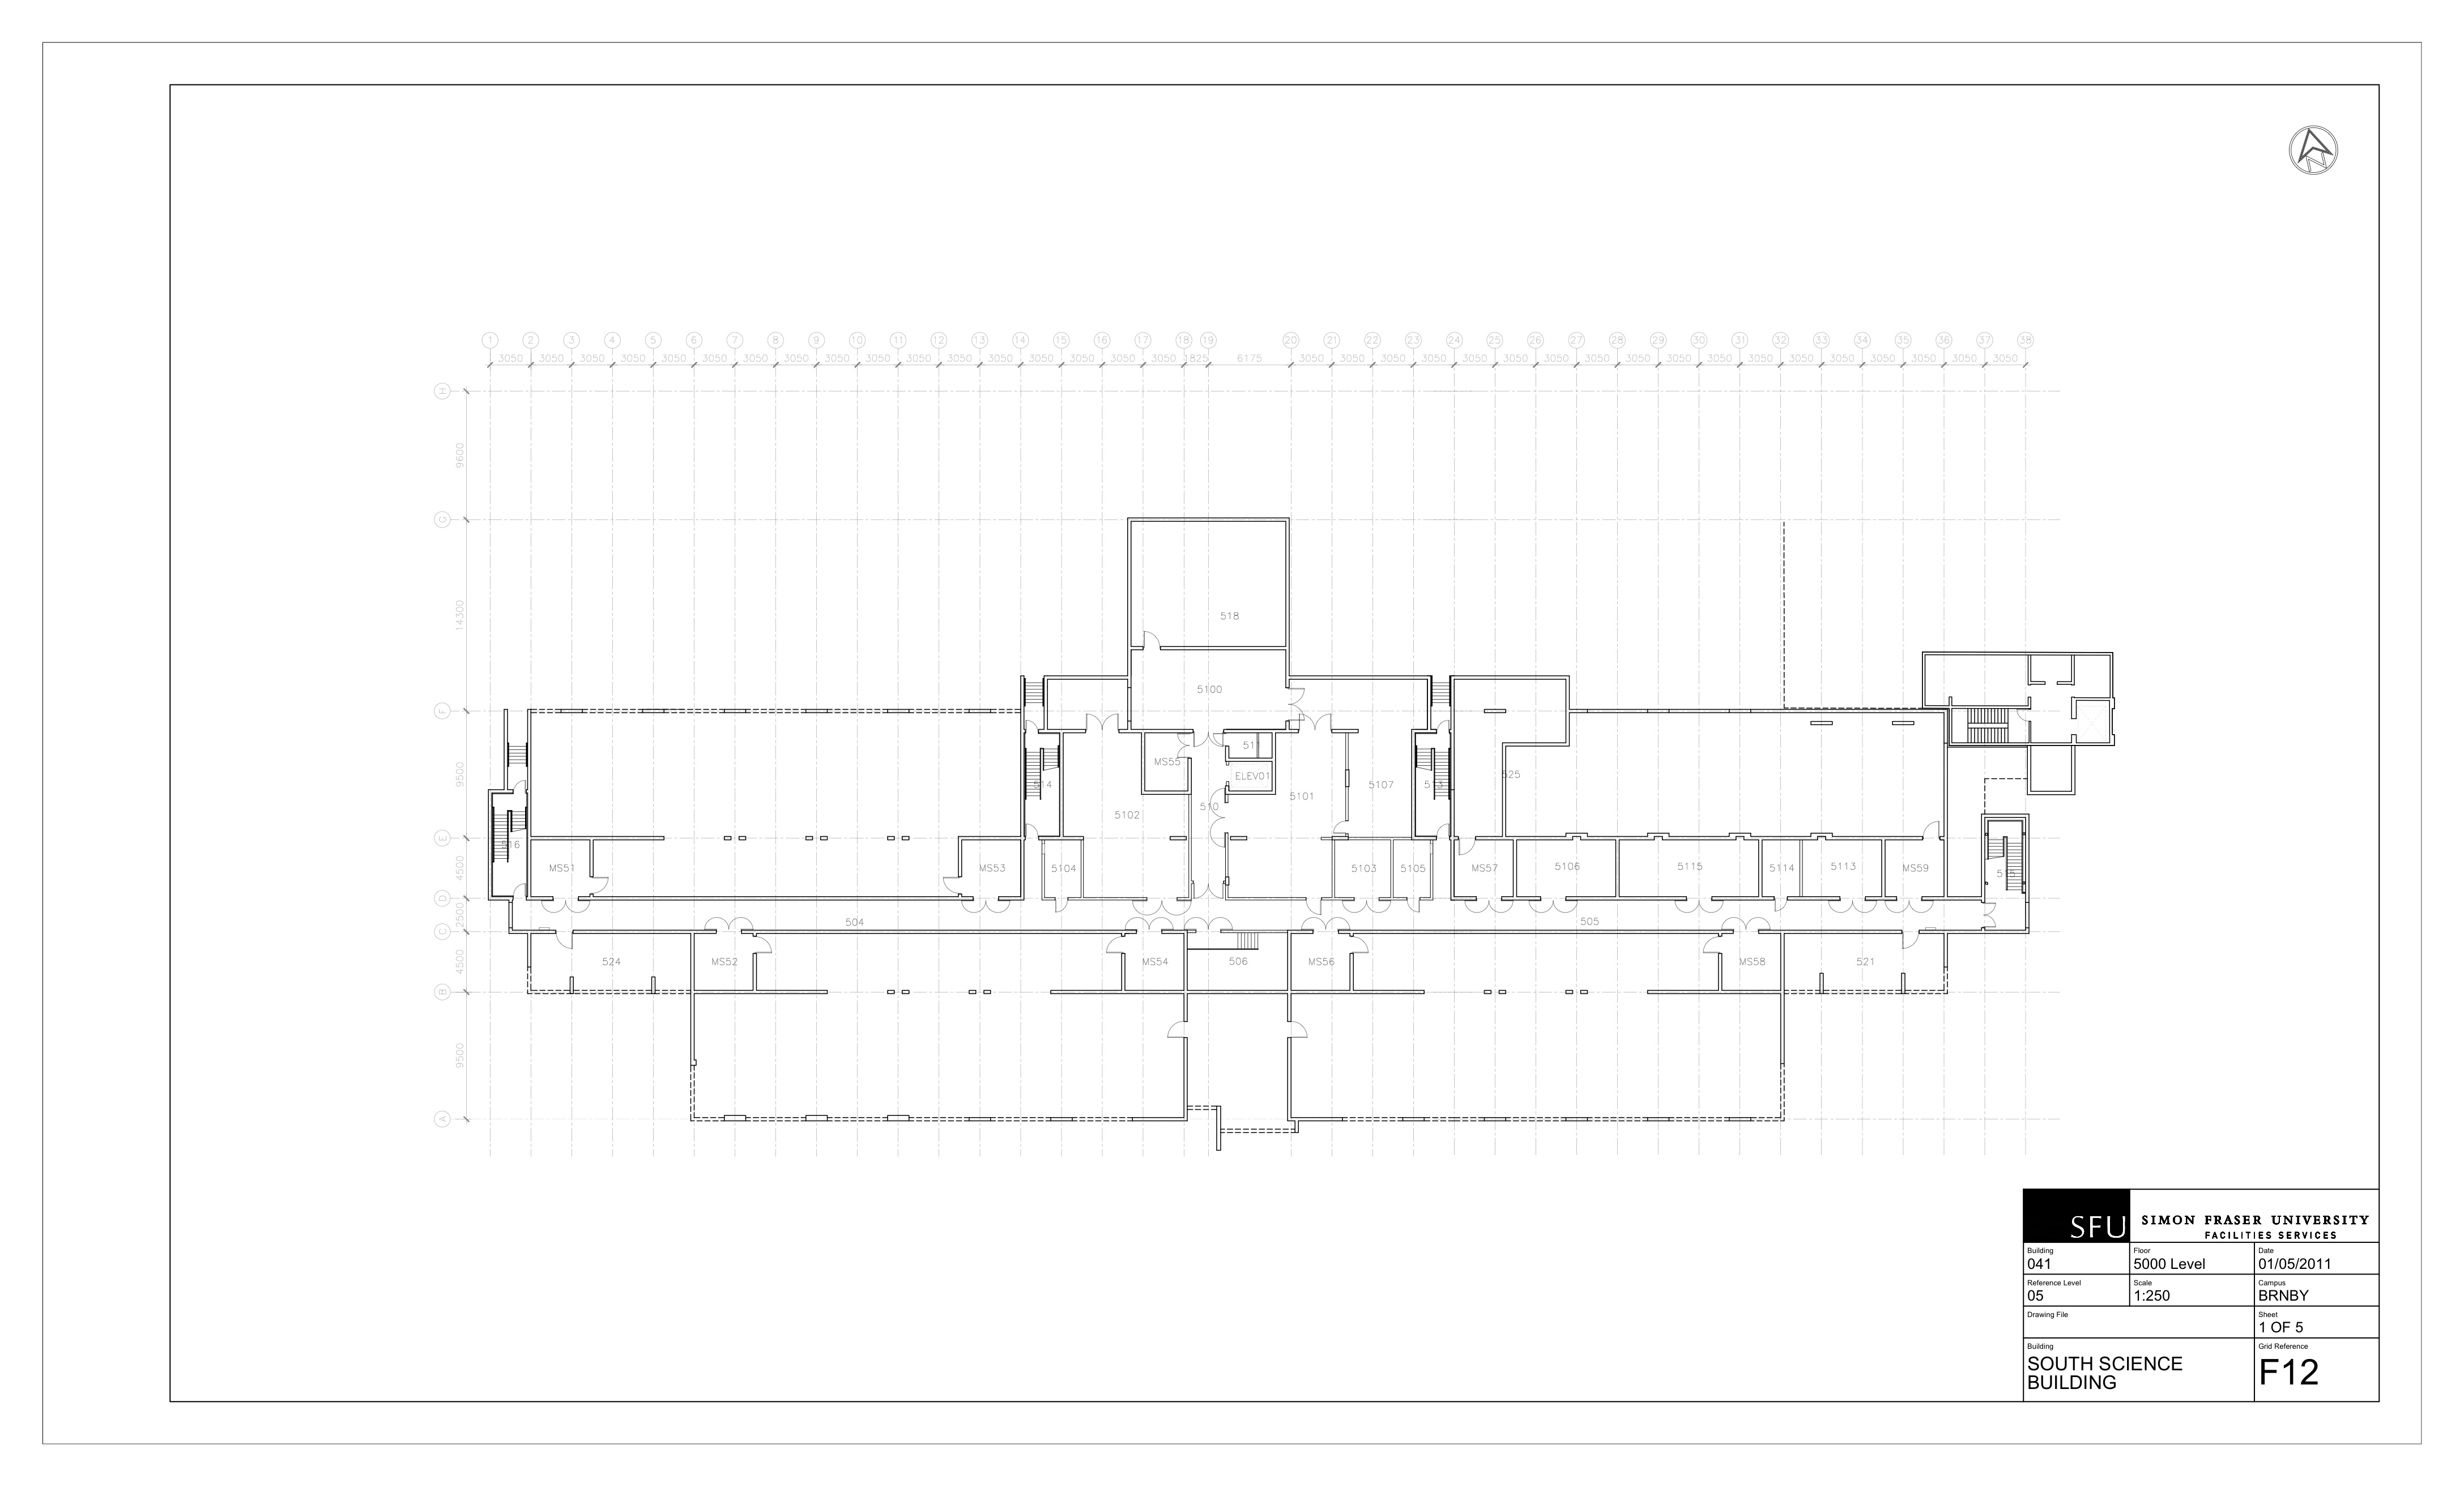 1 2 3 4 5 6 7 8 9 10 11 12 13 14 15 16 17 18 19 20 21 22 23 24 25 26 27 28 29 30 31 32 33 34 35 36 37 38
3050 3050 3050 3050 3050 3050 3050 3050 3050 3050 3050 3050 3050 3050 3050 3050 3050 1825 6175 3050 3050 3050 3050 3050 3050 3050 3050 3050 3050 3050 3050 3050 3050 3050 3050 3050 3050
H
9600
G
14300
518
5100
F
511
MS55
9500
ELEV01
525
514
5107
513
5101
510
5102
E
516
4500
MS51
MS53
5104
5103
5105
MS57
5106
5115
5114
5113
MS59
515
D
2500
504
505
C
4500
524
MS52
MS54
506
MS56
MS58
521
B
9500
A
SFU
SIMON FRASER UNIVERSITY
FACILITIES SERVICES
Building
041
Floor
5000 Level
Date
01/05/2011
Reference Level
05
Scale
1:250
Campus
BRNBY
Drawing File
Sheet
1 OF 5
Building
SOUTH SCIENCE
BUILDING
Grid Reference
F12